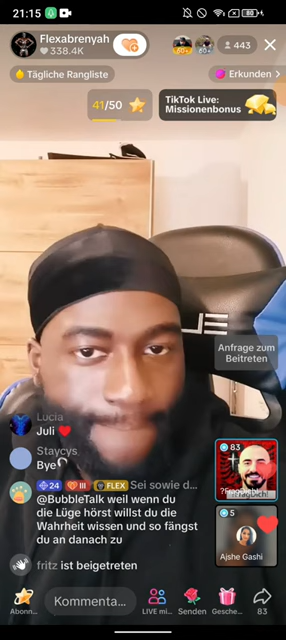 21:15
80
Flexabrenyah
338.4K
443
Tägliche Rangliste
Erkunden >
41/50
TikTok Live:
Missionenbonus
Anfrage zum
Beitreten
Lucia
Juli
Staycys
Bye
24 III FLEX Sei sowie d...
@BubbleTalk weil wenn du
die Lüge hörst willst du die
Wahrheit wissen und so fängst
du an danach zu
83
5
Ajshe Gashi
fritz ist beigetreten
Abonn...
Kommenta...
LIVE mi...
Senden
Gesche...
83